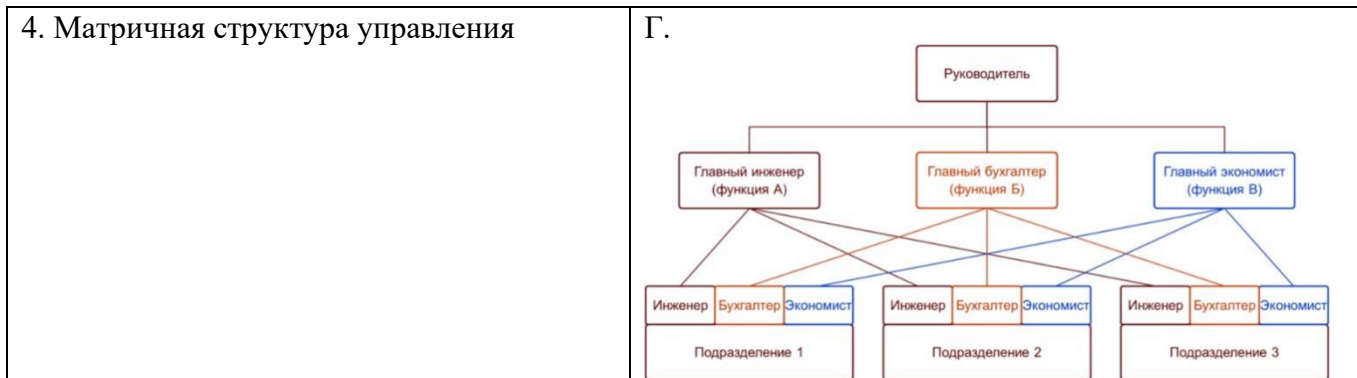 4. Матричная структура управления
Г.
Руководитель
Главный инженер
(функция А)
Главный бухгалтер
(функция Б)
Главный экономист
(функция В)
Инженер Бухгалтер Экономист
Инженер Бухгалтер Экономист
Инженер Бухгалтер Экономист
Подразделение 1
Подразделение 2
Подразделение 3